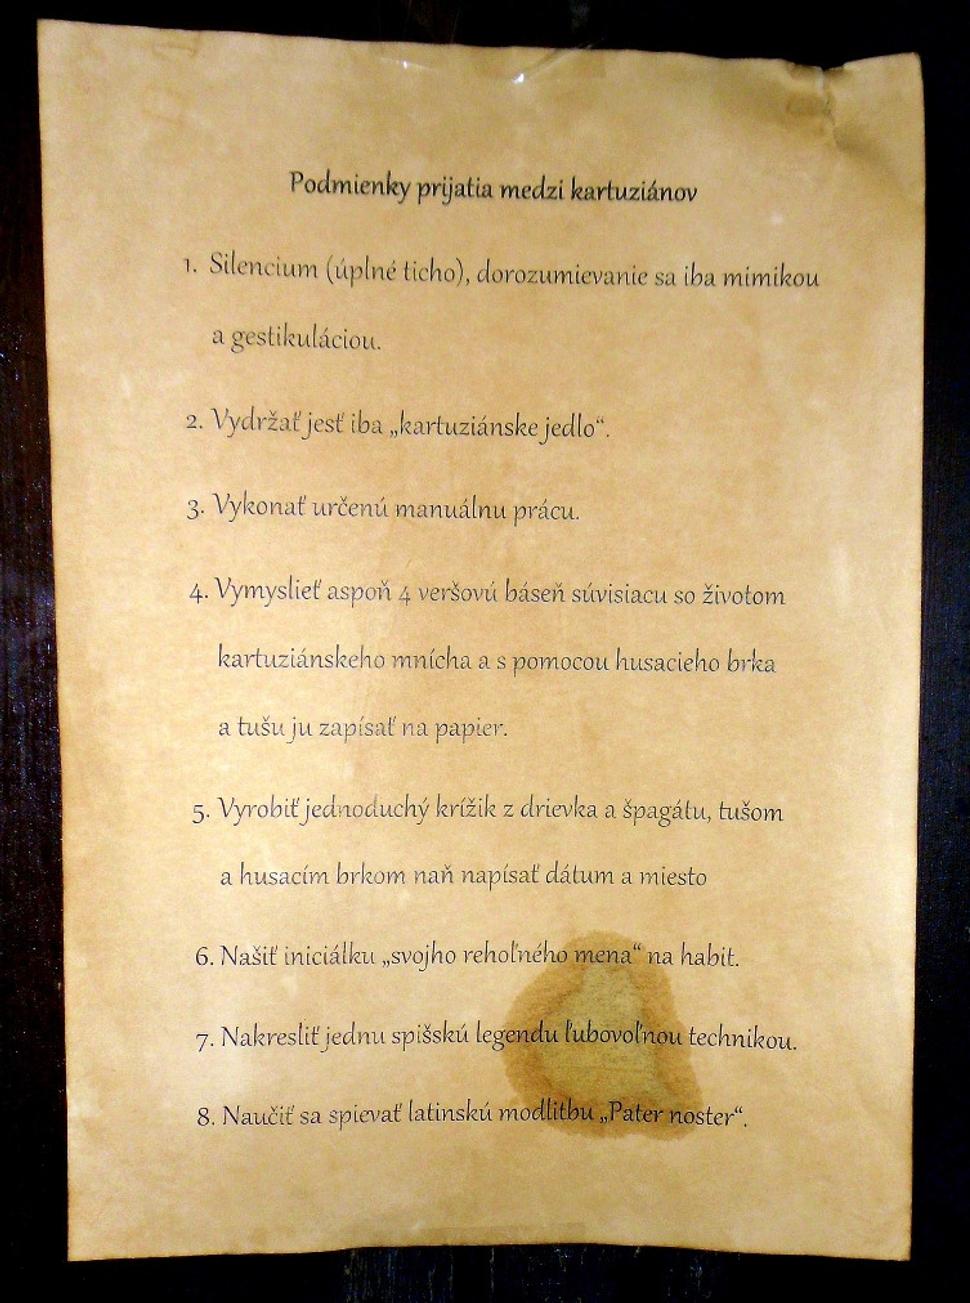 Podmienky prijatia medzi kartuziánov
1. Silencium (úplné ticho), dorozumievanie sa iba mimikou
a gestikuláciou.
2. Vydržať jesť iba „kartuziánske jedlo“.
3. Vykonať určenú manuálnu prácu.
4. Vymyslieť aspoň 4 veršovú báseň súvisiacu so životom
kartuziánskeho mnícha a s pomocou husacieho brka
a tušu ju zapísať na papier.
5. Vyrobiť jednoduchý krížik z drievka a špagátu, tušom
a husacím brkom naň napísať dátum a miesto
6. Našiť iniciálku „svojho rehoľného mena“ na habit.
7. Nakresliť jednu spišskú legendu ľubovoľnou technikou.
8. Naučiť sa spievať latinskú modlitbu „Pater noster“.